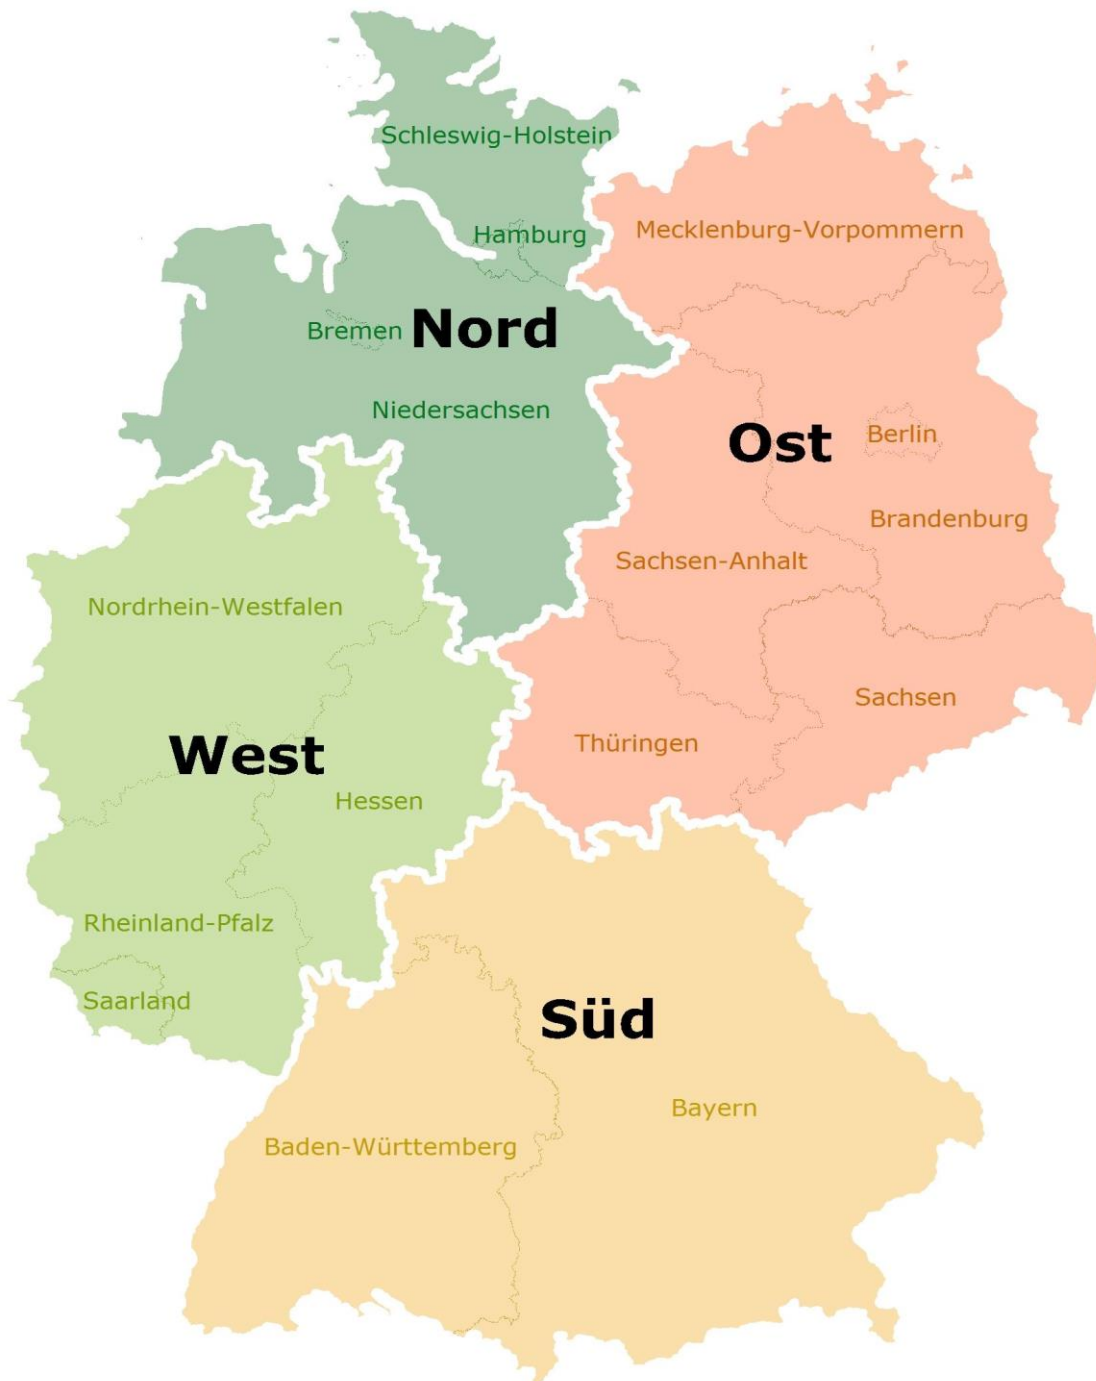 Schleswig-Holstein
Mecklenburg-Vorpommern
Hamburg
Bremen
Nord
Niedersachsen
Ost
Berlin
Brandenburg
Sachsen-Anhalt
Nordrhein-Westfalen
Sachsen
Thüringen
West
Hessen
Rheinland-Pfalz
Saarland
Süd
Bayern
Baden-Württemberg